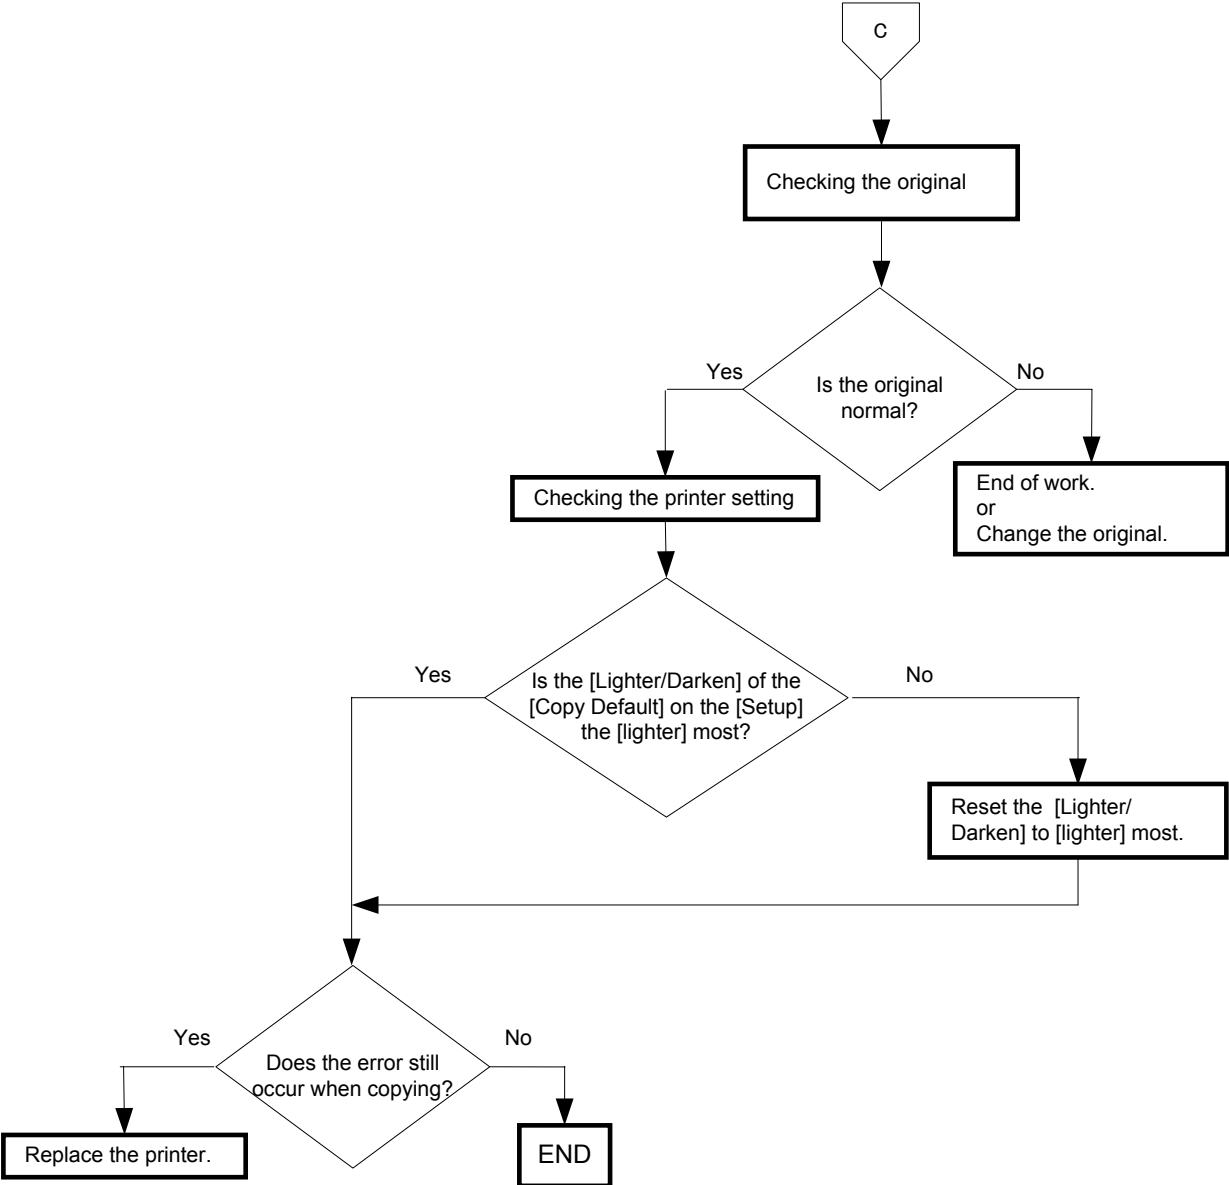 C
Checking the original
Is the original
normal?
Yes
No
Checking the printer setting
End of work.
or
Change the original.
Is the [Lighter/Darken] of the
[Copy Default] on the [Setup]
the [lighter] most?
Yes
No
Reset the [Lighter/
Darken] to [lighter] most.
Does the error still
occur when copying?
Yes
No
Replace the printer.
END